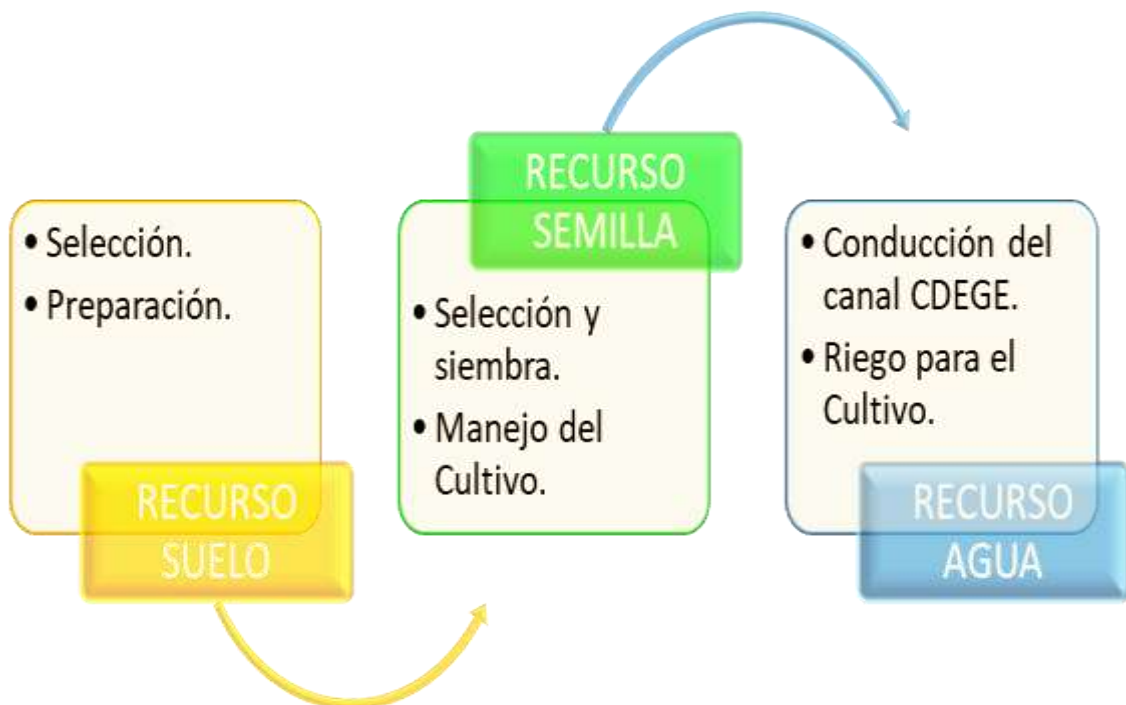 • Selección.
• Preparación.
RECURSO
SUELO
RECURSO
SEMILLA
• Selección y
siembra.
• Manejo del
Cultivo.
• Conducción del
canal CDEGE.
• Riego para el
Cultivo.
RECURSO
AGUA